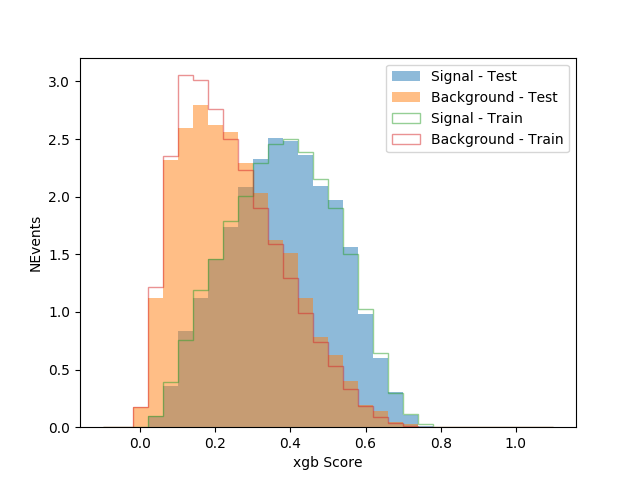 Signal - Test
Background - Test
Signal - Train
Background - Train
3.0
2.5
2.0
1.5
1.0
0.5
0.0
NEvents
0.0 0.2 0.4 0.6 0.8 1.0
xgb Score